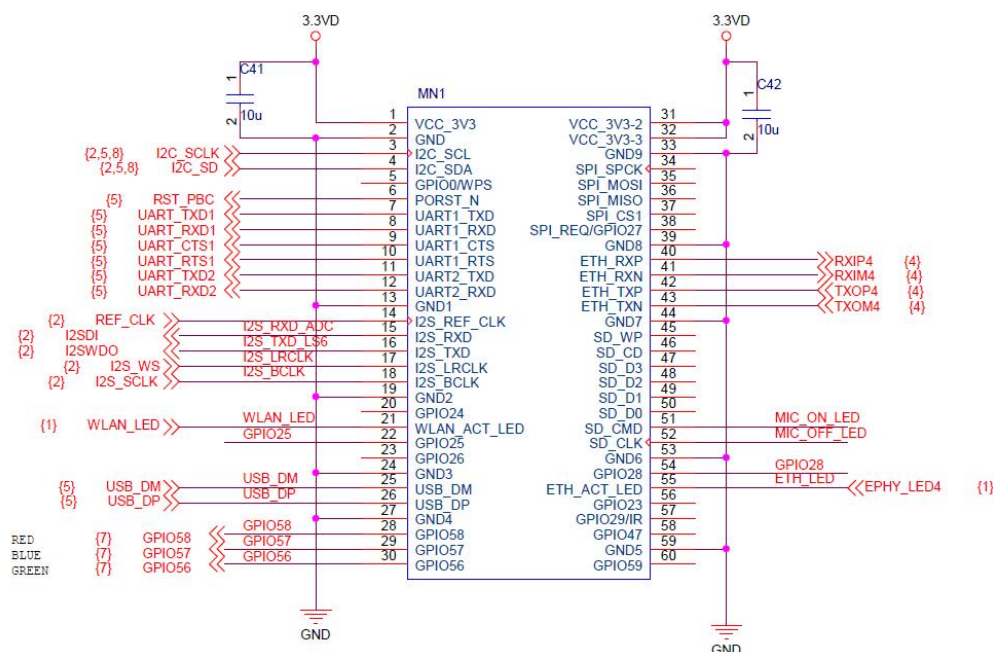 3.3VD 3.3VD
C41 C42
1 1
10u 10u
2 2
MN1
1 VCC_3V3 VCC_3V3-2 31
2 GND VCC_3V3-3 32
{2,5,8} I2C_SCLK 3 I2C_SCL GND9 33
{2,5,8} I2C_SD 4 I2C_SDA SPI_SPCK 34
5 GPIO0/WPS SPI_MOSI 35
{5} RST_PBC 6 PORST_N SPI_MISO 36
{5} UART_TXD1 7 UART1_TXD SPI_CS1 37
{5} UART_RXD1 8 UART1_RXD SPI_REQ/GPIO27 38
{5} UART_CTS1 9 UART1_CTS GND8 39
{5} UART_RTS1 10 UART1_RTS ETH_RXP 40 RXIP4 {4}
{5} UART_TXD2 11 UART2_TXD ETH_RXN 41 RXIM4 {4}
{5} UART_RXD2 12 UART2_RXD ETH_TXP 42 TXOP4 {4}
13 GND1 ETH_TXN 43 TXOM4 {4}
{2} REF_CLK 14 I2S_REF_CLK GND7 44
{2} I2SDI I2S_RXD_ADC 15 I2S_RXD SD_WP 45
{2} I2SWDO I2S_TXD_LS6 16 I2S_TXD SD_CD 46
{2} I2S_WS I2S_LRCLK 17 I2S_LRCLK SD_D3 47
{2} I2S_SCLK I2S_BCLK 18 I2S_BCLK SD_D2 48
19 GND2 SD_D1 49
20 GPIO24 SD_D0 50
{1} WLAN_LED WLAN_LED 21 WLAN_ACT_LED SD_CMD 51 MIC_ON_LED
GPIO25 22 GPIO25 SD_CLK 52 MIC_OFF_LED
23 GPIO26 GND6 53
24 GND3 GPIO28 54 GPIO28
{5} USB_DM USB_DM 25 USB_DM ETH_ACT_LED 55 ETH_LED EPHY_LED4 {1}
{5} USB_DP USB_DP 26 USB_DP GPIO23 56
27 GND4 GPIO29/IR 57
RED {7} GPIO58 GPIO58 28 GPIO58 GPIO47 58
BLUE {7} GPIO57 GPIO57 29 GPIO57 GND5 59
GREEN {7} GPIO56 GPIO56 30 GPIO56 GPIO59 60
GND GND